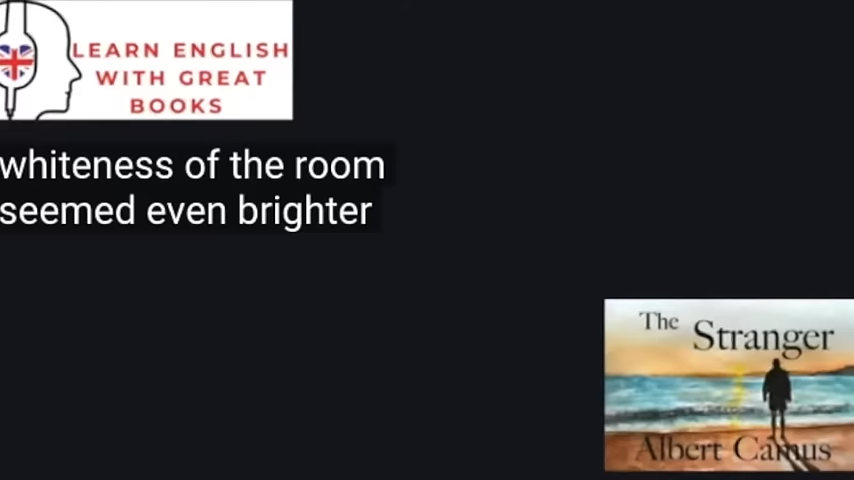 LEARN ENGLISH
WITH GREAT
BOOKS
whiteness of the room
seemed even brighter
The Stranger
Albert Camus